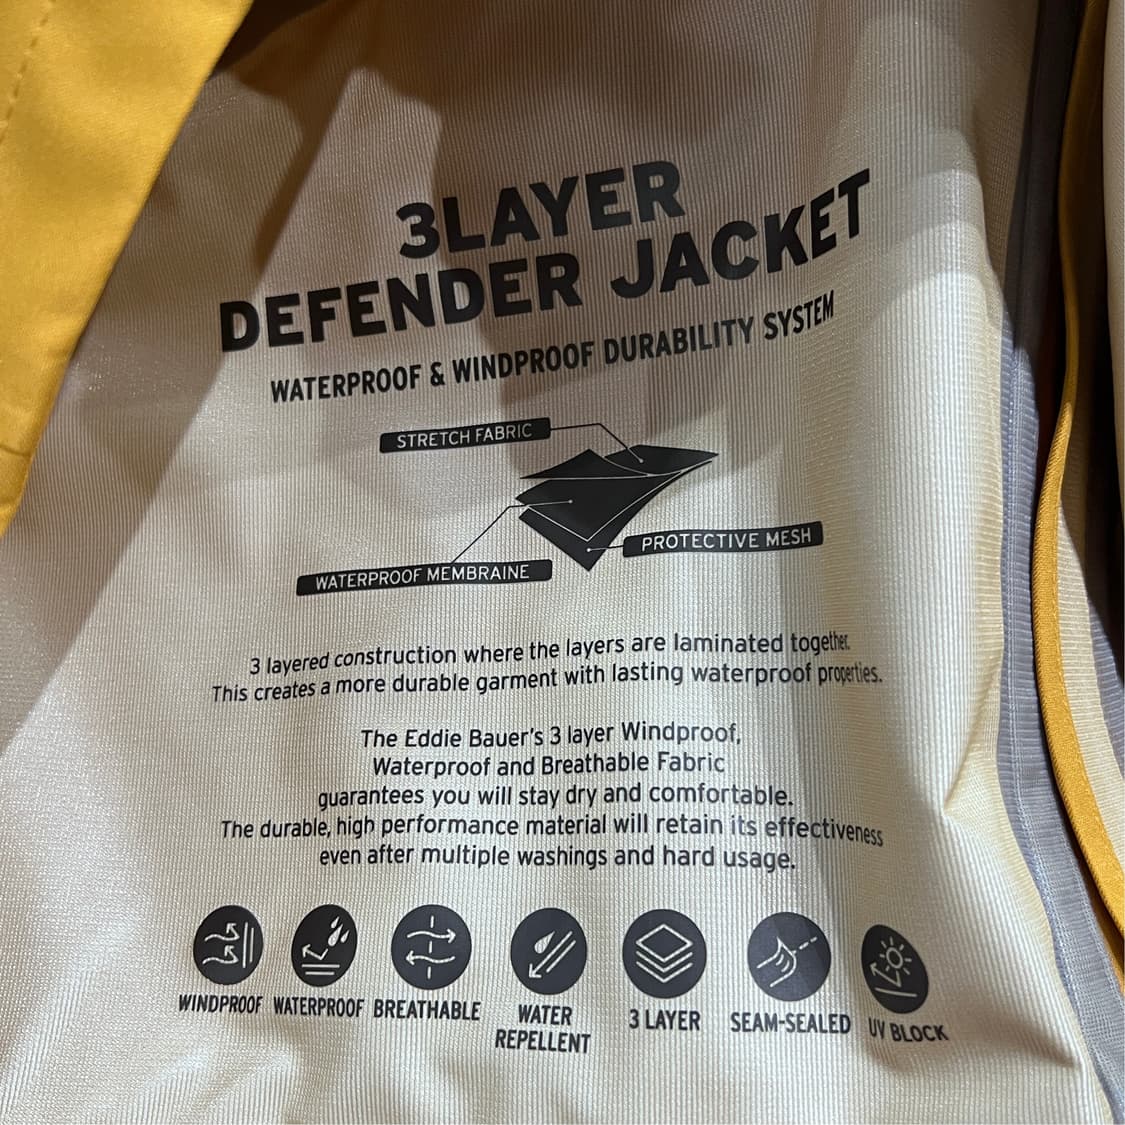 3LAYER
DEFENDER JACKET
WATERPROOF & WINDPROOF DURABILITY SYSTEM
STRETCH FABRIC
PROTECTIVE MESH
WATERPROOF MEMBRAINE
3 layered construction where the layers are laminated together.
This creates a more durable garment with lasting waterproof properties.
The Eddie Bauer's 3 layer Windproof,
Waterproof and Breathable Fabric
guarantees you will stay dry and comfortable.
The durable, high performance material will retain its effectiveness
even after multiple washings and hard usage.
WINDPROOF WATERPROOF BREATHABLE WATER REPELLENT 3 LAYER SEAM-SEALED UV BLOCK